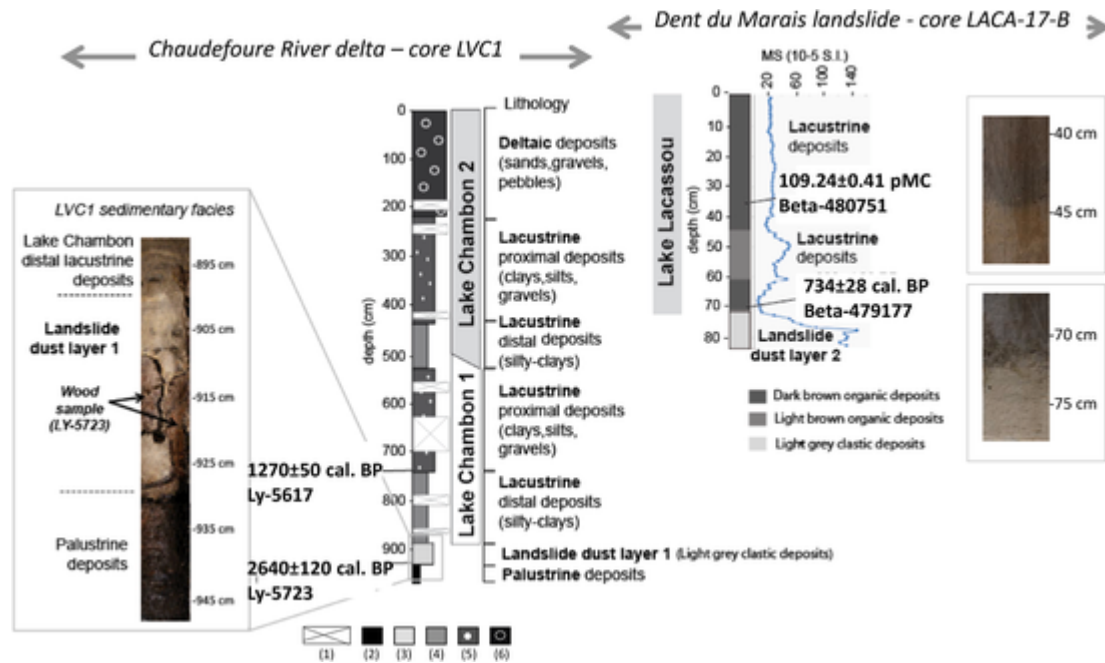 Chaudefoure River delta – core LVC1
Dent du Marais landslide - core LACA-17-B
LVC1 sedimentary facies
Lake Chambon
distal lacustrine
deposits
Landslide
dust layer 1
Wood
sample
(LY-5723)
Palustrine
deposits
-895 cm
-905 cm
-915 cm
-925 cm
-935 cm
-945 cm
1270±50 cal. BP
Ly-5617
2640±120 cal. BP
Ly-5723
depth (cm)
0
100
200
300
400
500
600
700
800
900
Lake Chambon 2
Lake Chambon 1
Lithology
Deltaic deposits
(sands,gravels,
pebbles)
Lacustrine
proximal deposits
(clays,silts,
gravels)
Lacustrine
distal deposits
(silty-clays)
Lacustrine
proximal deposits
(clays,silts,
gravels)
Lacustrine
distal deposits
(silty-clays)
Landslide dust layer 1 (Light grey clastic deposits)
Palustrine deposits
(1) (2) (3) (4) (5) (6)
Lake Lacassou
MS (10-5 S.I.)
20 60 100 140
depth (cm)
0
10
20
30
40
50
60
70
80
Lacustrine
deposits
109.24±0.41 pMC
Beta-480751
Lacustrine
deposits
734±28 cal. BP
Beta-479177
Landslide
dust layer 2
Dark brown organic deposits
Light brown organic deposits
Light grey clastic deposits
40 cm
45 cm
70 cm
75 cm